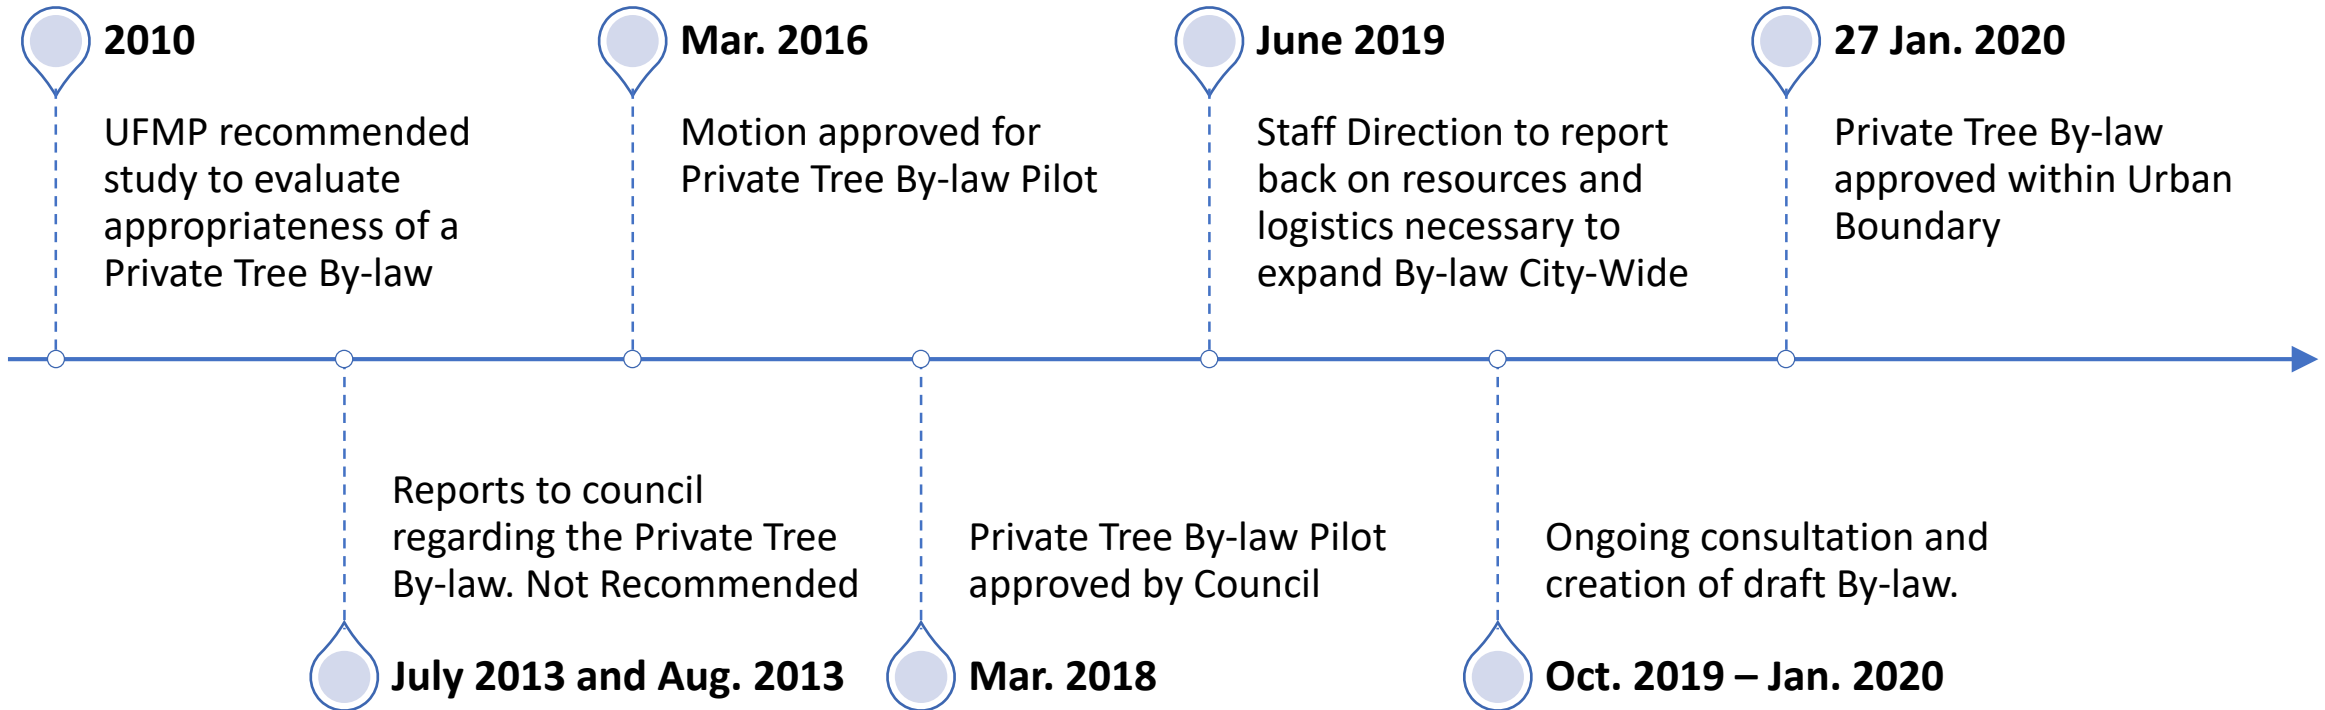 2010
UFMP recommended
study to evaluate
appropriateness of a
Private Tree By-law
July 2013 and Aug. 2013
Reports to council
regarding the Private Tree
By-law. Not Recommended
Mar. 2016
Motion approved for
Private Tree By-law Pilot
Mar. 2018
Private Tree By-law Pilot
approved by Council
June 2019
Staff Direction to report
back on resources and
logistics necessary to
expand By-law City-Wide
Oct. 2019 – Jan. 2020
Ongoing consultation and
creation of draft By-law.
27 Jan. 2020
Private Tree By-law
approved within Urban
Boundary